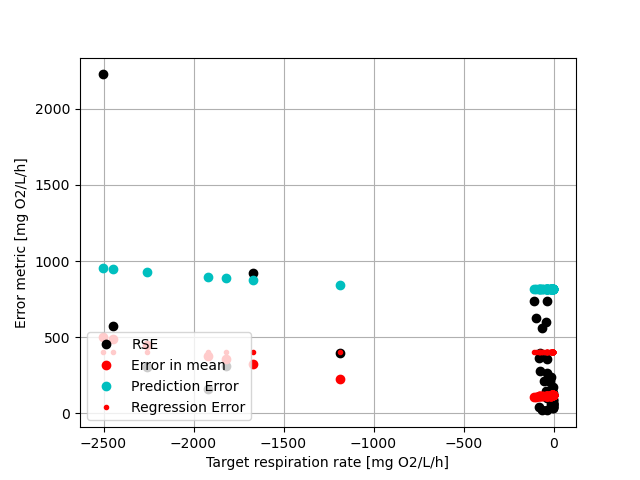 2000
1500
1000
500
0
Error metric [mg O2/L/h]
RSE
Error in mean
Prediction Error
Regression Error
−2500 −2000 −1500 −1000 −500 0
Target respiration rate [mg O2/L/h]